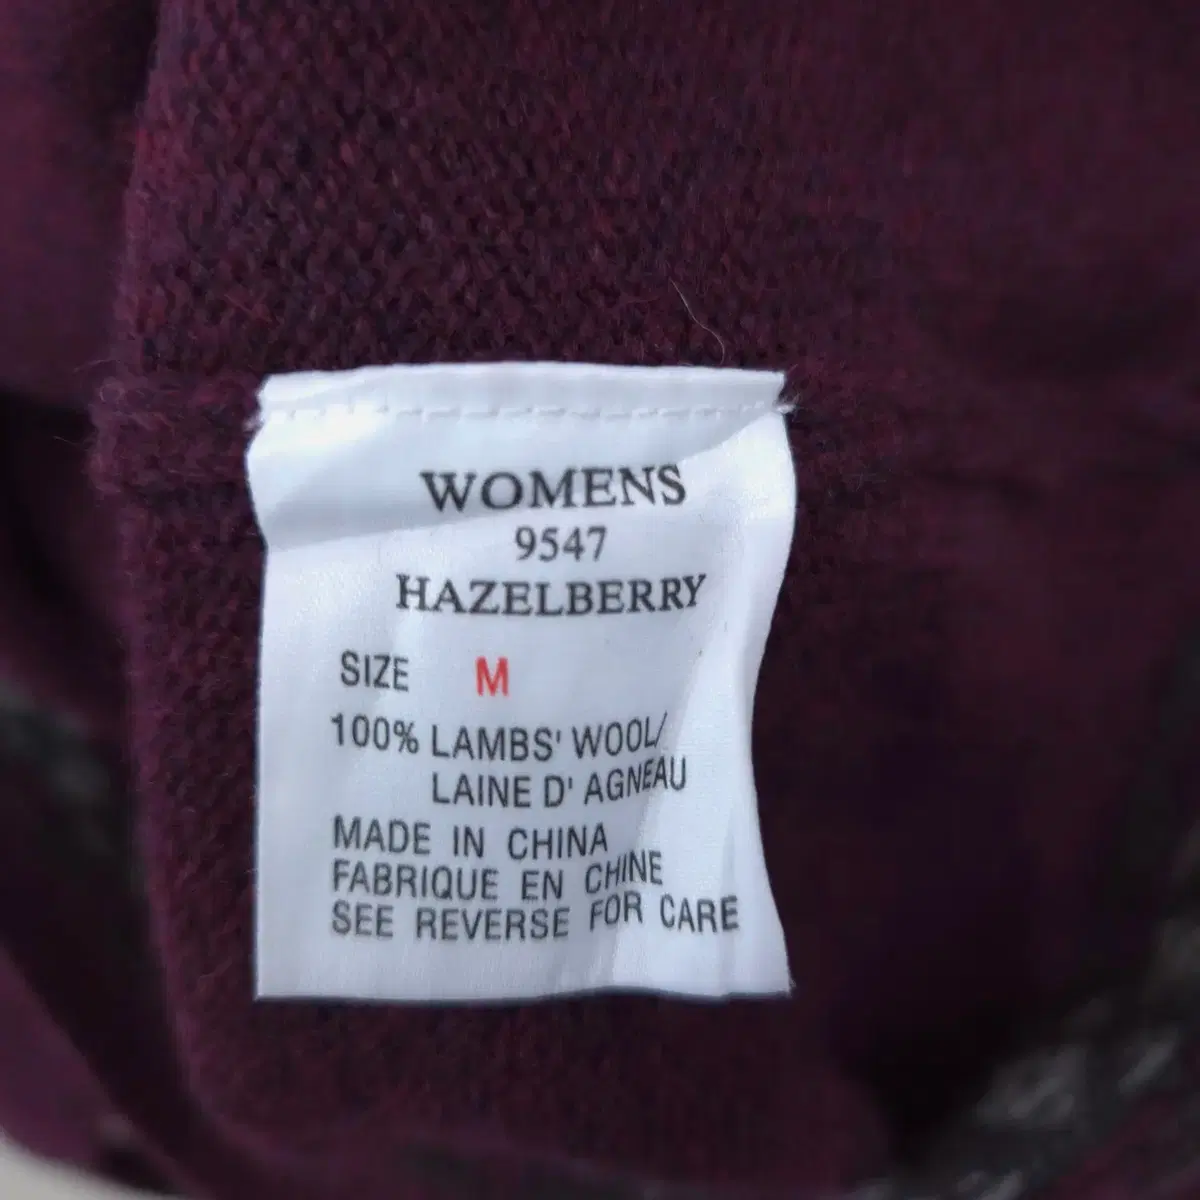 WOMENS
9547
HAZELBERRY
SIZE M
100% LAMBS' WOOL/
LAINE D' AGNEAU
MADE IN CHINA
FABRIQUE EN CHINE
SEE REVERSE FOR CARE